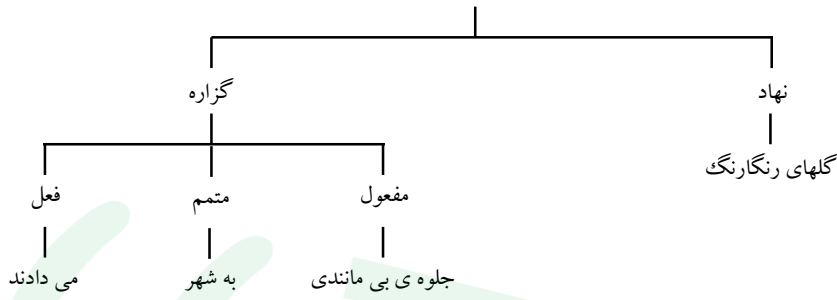 نهاد
گزاره
گلهای رنگارنگ
مفعول
متمم
فعل
جلوه ی بی مانندی
به شهر
می دادند